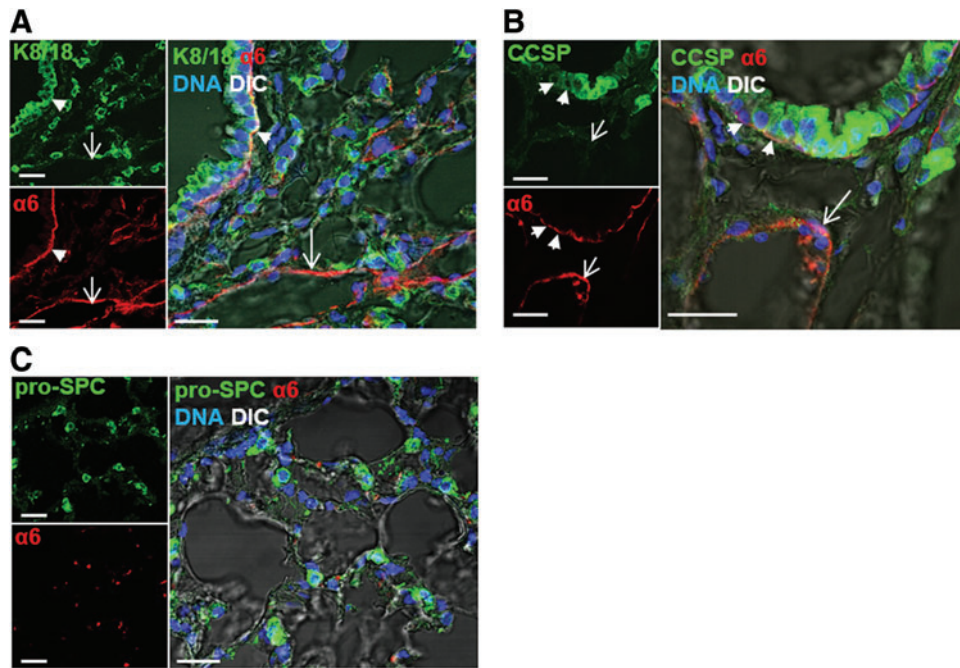 A
K8/18
α6
K8/18 α6
DNA DIC
B
CCSP
α6
CCSP α6
DNA DIC
C
pro-SPC
α6
pro-SPC α6
DNA DIC